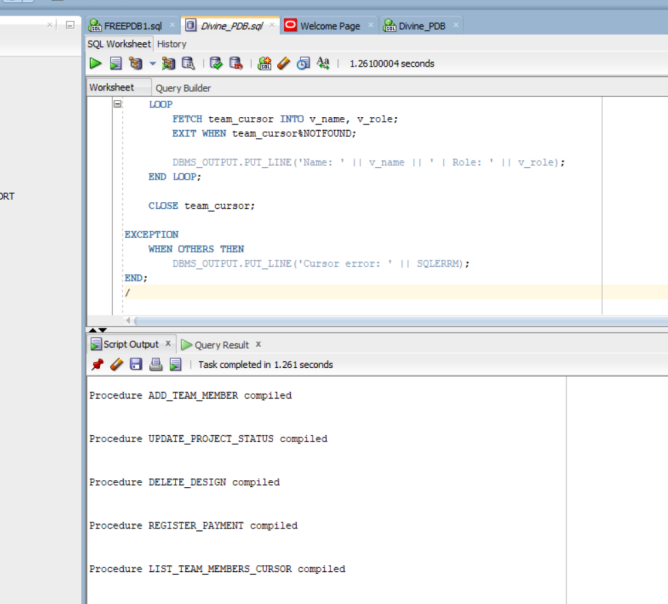 FREEPDB1.sql × Divine_PDB.sql × Welcome Page × Divine_PDB ×
SQL Worksheet History
1.26100004 seconds
Worksheet Query Builder
LOOP
FETCH team_cursor INTO v_name, v_role;
EXIT WHEN team_cursor%NOTFOUND;
DBMS_OUTPUT.PUT_LINE('Name: ' || v_name || ' | Role: ' || v_role);
END LOOP;
ORT
CLOSE team_cursor;
EXCEPTION
WHEN OTHERS THEN
DBMS_OUTPUT.PUT_LINE('Cursor error: ' || SQLERRM);
END;
/
Script Output × Query Result ×
Task completed in 1.261 seconds
Procedure ADD_TEAM_MEMBER compiled
Procedure UPDATE_PROJECT_STATUS compiled
Procedure DELETE_DESIGN compiled
Procedure REGISTER_PAYMENT compiled
Procedure LIST_TEAM_MEMBERS_CURSOR compiled